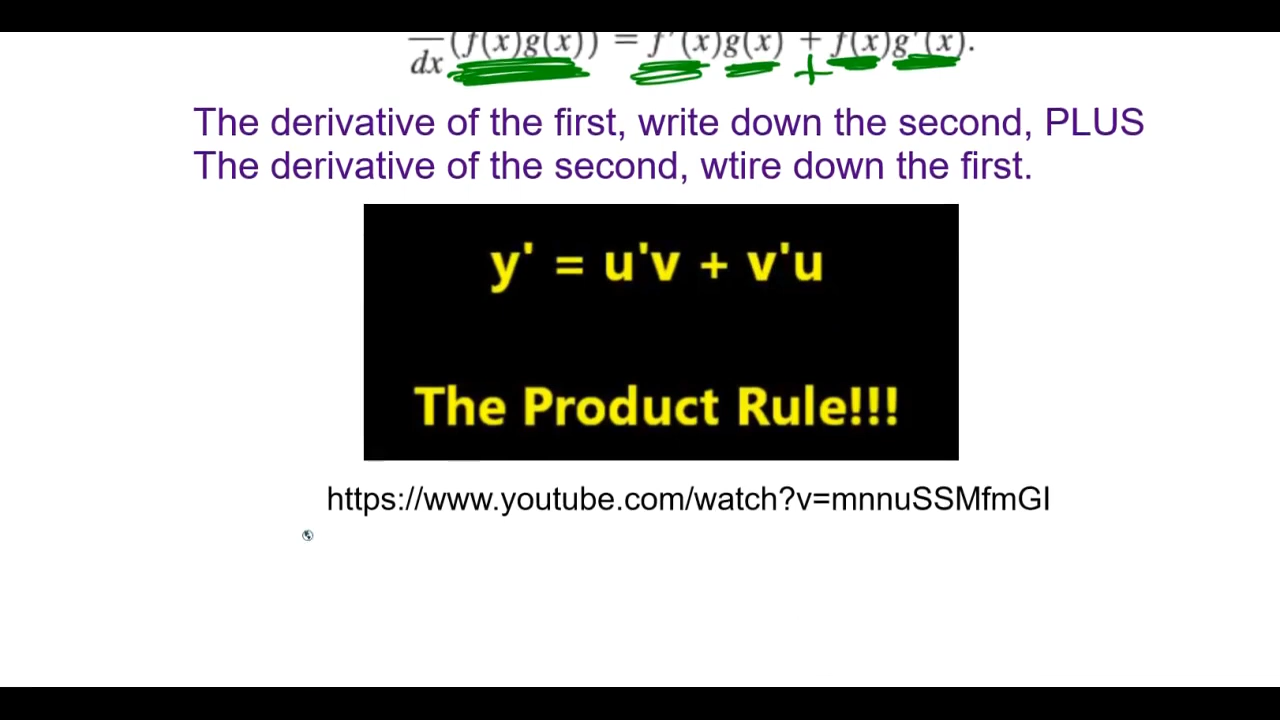 dx (f(x)g(x)) = f'(x)g(x) + f(x)g'(x).
+
The derivative of the first, write down the second, PLUS
The derivative of the second, wtire down the first.
y' = u'v + v'u
The Product Rule!!!
https://www.youtube.com/watch?v=mnnuSSMfmGI